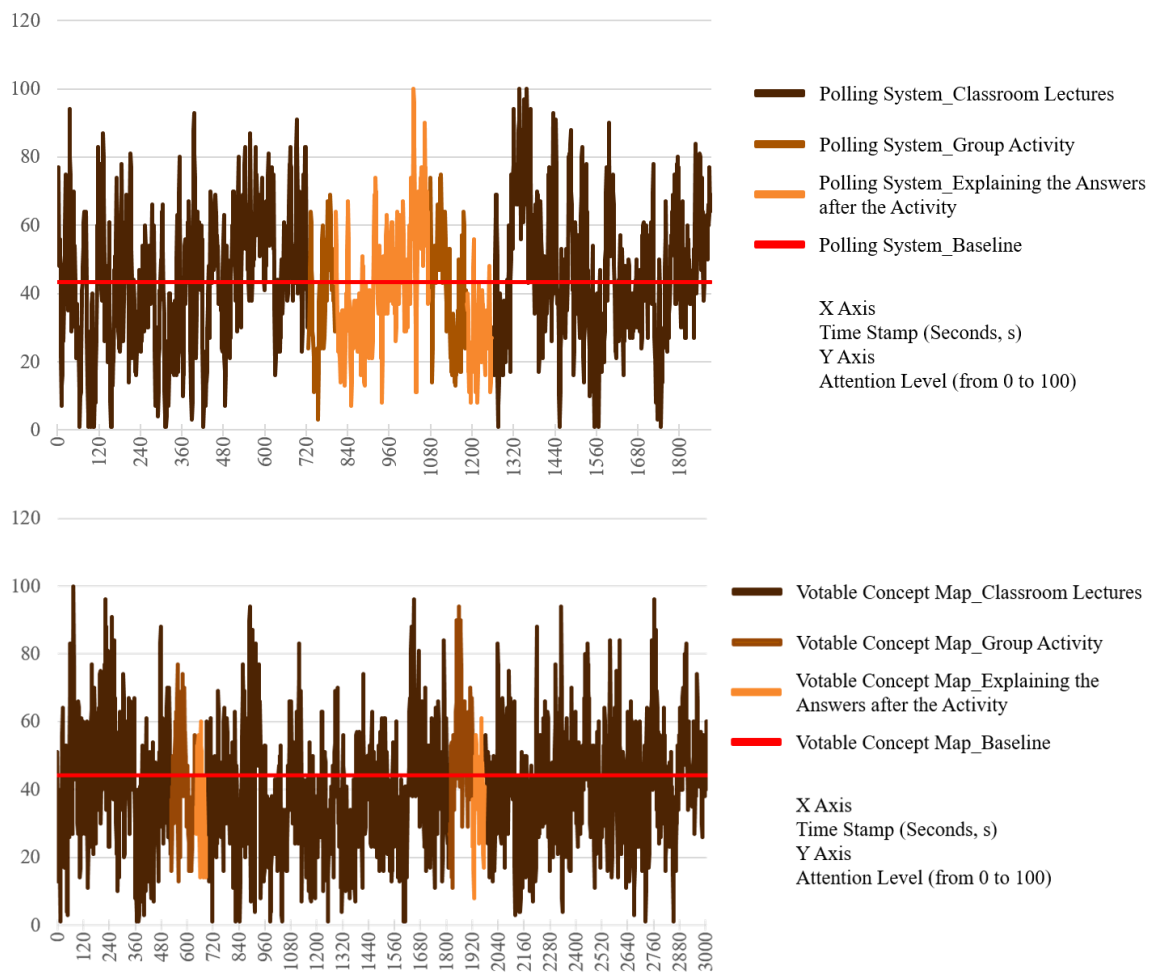 120
100
80
60
40
20
0
0 120 240 360 480 600 720 840 960 1080 1200 1320 1440 1560 1680 1800
Polling System_Classroom Lectures
Polling System_Group Activity
Polling System_Explaining the Answers
after the Activity
Polling System_Baseline
X Axis
Time Stamp (Seconds, s)
Y Axis
Attention Level (from 0 to 100)
120
100
80
60
40
20
0
0 120 240 360 480 600 720 840 960 1080 1200 1320 1440 1560 1680 1800 1920 2040 2160 2280 2400 2520 2640 2760 2880 3000
Votable Concept Map_Classroom Lectures
Votable Concept Map_Group Activity
Votable Concept Map_Explaining the
Answers after the Activity
Votable Concept Map_Baseline
X Axis
Time Stamp (Seconds, s)
Y Axis
Attention Level (from 0 to 100)